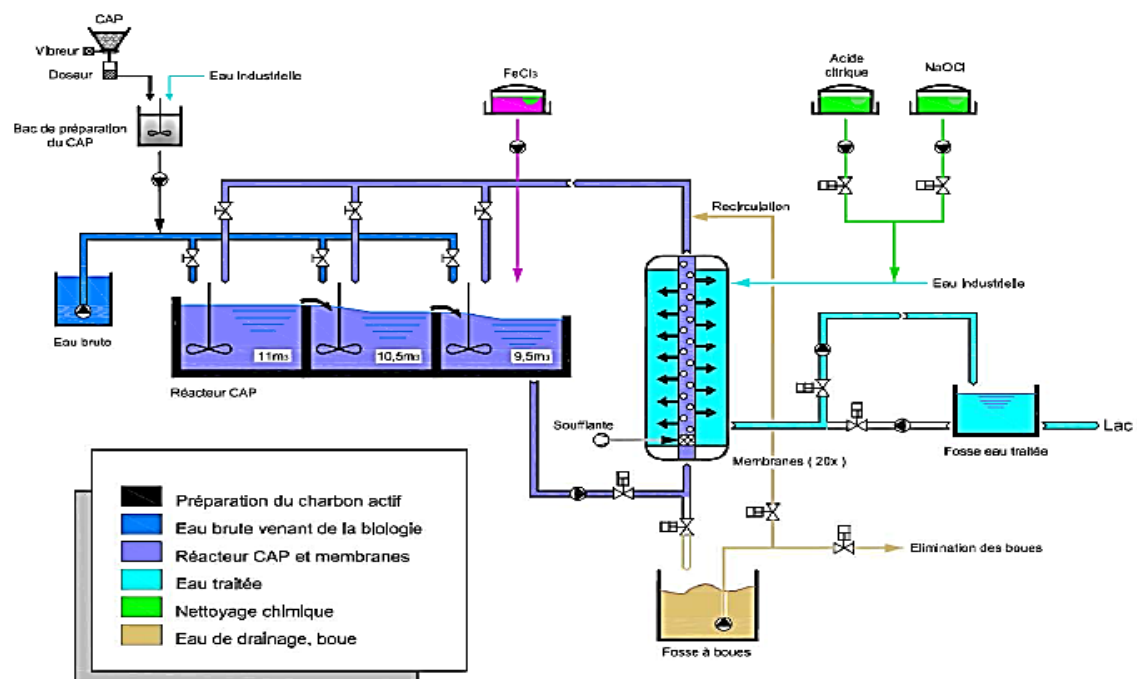 CAP
Vibreur
Doseur
Eau Industrielle
Bac de préparation
du CAP
FeCl3
Acide
citrique
NaOCl
Recirculation
Eau Industrielle
Eau brute
11m3
10,5m3
9,5m3
Réacteur CAP
Soufflante
Membranes ( 20x )
Fosse eau traitée
Lac
Elimination des boues
Fosse à boues
Préparation du charbon actif
Eau brute venant de la biologie
Réacteur CAP et membranes
Eau traitée
Nettoyage chimique
Eau de drainage, boue